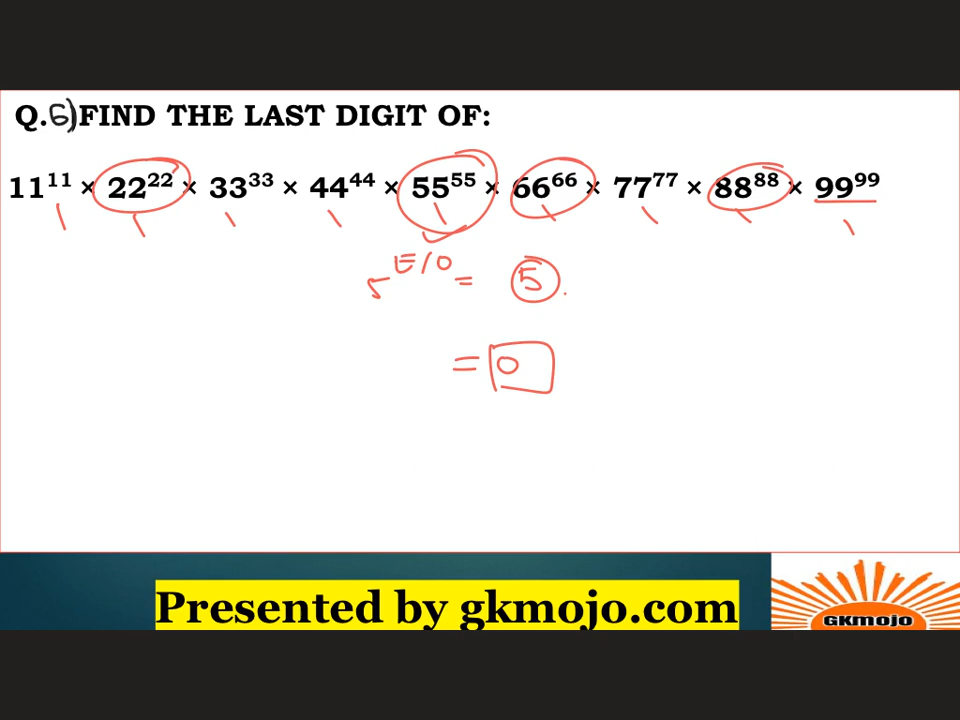 Q.6) FIND THE LAST DIGIT OF:
11¹¹ × 22²² × 33³³ × 44⁴⁴ × 55⁵⁵ × 66⁶⁶ × 77⁷⁷ × 88⁸⁸ × 99⁹⁹
5^E/O = 5
= 0
Presented by gkmojo.com
GKmojo